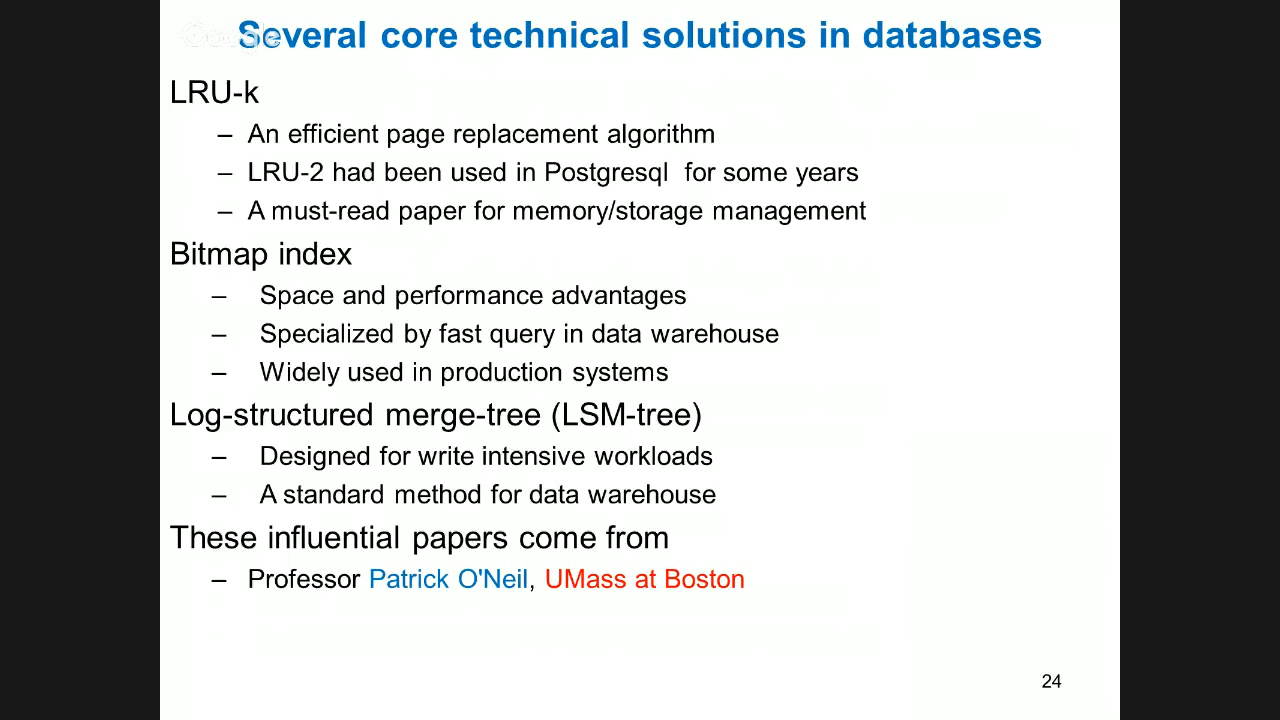 Google
Several core technical solutions in databases
LRU-k
– An efficient page replacement algorithm
– LRU-2 had been used in Postgresql for some years
– A must-read paper for memory/storage management
Bitmap index
– Space and performance advantages
– Specialized by fast query in data warehouse
– Widely used in production systems
Log-structured merge-tree (LSM-tree)
– Designed for write intensive workloads
– A standard method for data warehouse
These influential papers come from
– Professor Patrick O'Neil, UMass at Boston
24